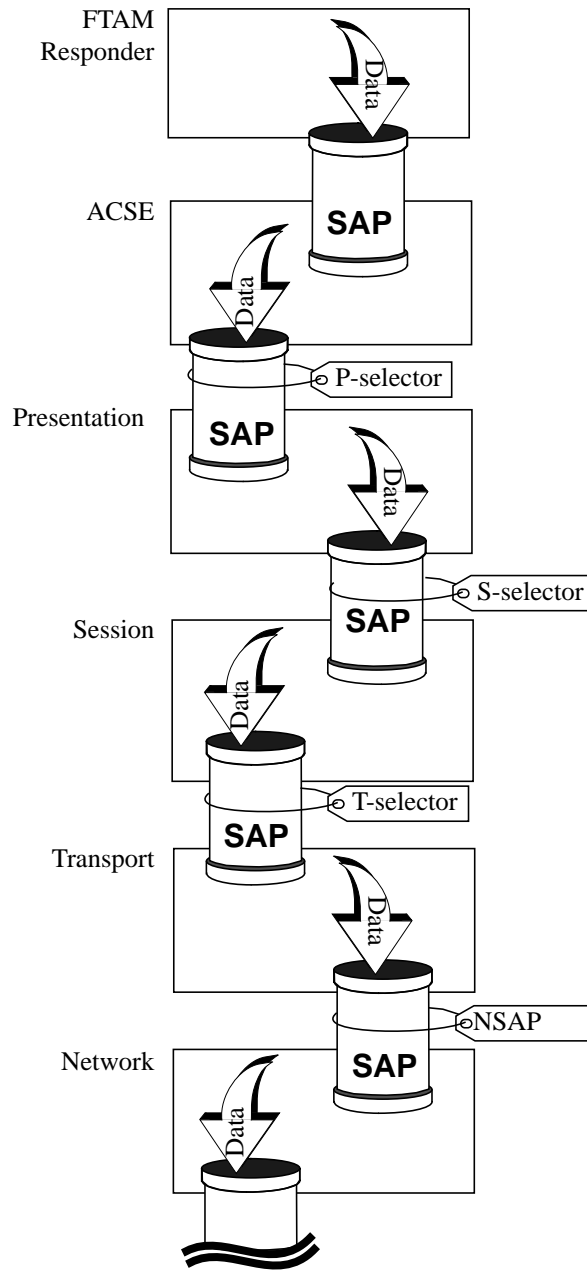 FTAM
Responder
Data
SAP
ACSE
Data
P-selector
SAP
Presentation
Data
S-selector
SAP
Session
Data
T-selector
SAP
Transport
Data
NSAP
SAP
Network
Data